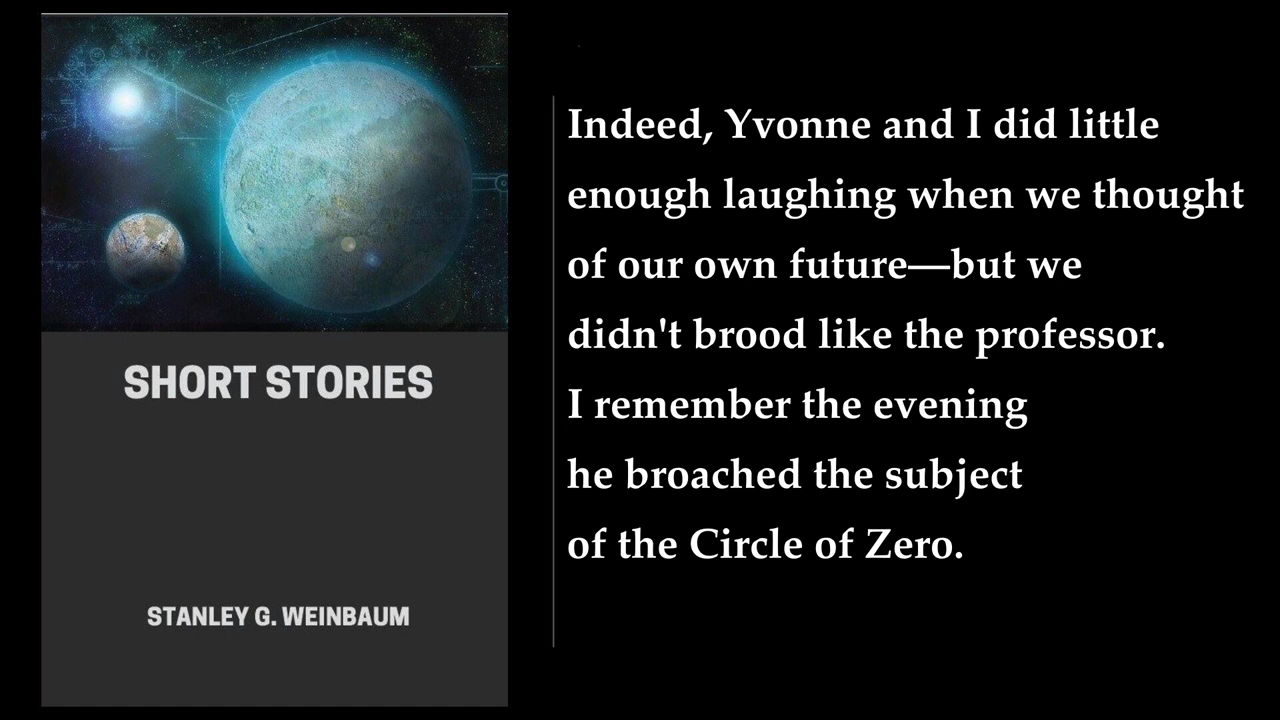 SHORT STORIES
STANLEY G. WEINBAUM
Indeed, Yvonne and I did little
enough laughing when we thought
of our own future—but we
didn't brood like the professor.
I remember the evening
he broached the subject
of the Circle of Zero.